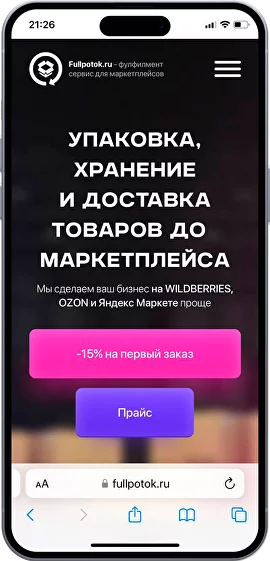 21:26
Fullpotok.ru - фулфилмент
сервис для маркетплейсов
УПАКОВКА,
ХРАНЕНИЕ
И ДОСТАВКА
ТОВАРОВ ДО
МАРКЕТПЛЕЙСА
Мы сделаем ваш бизнес на WILDBERRIES,
OZON и Яндекс Маркете проще
-15% на первый заказ
Прайс
AA fullpotok.ru